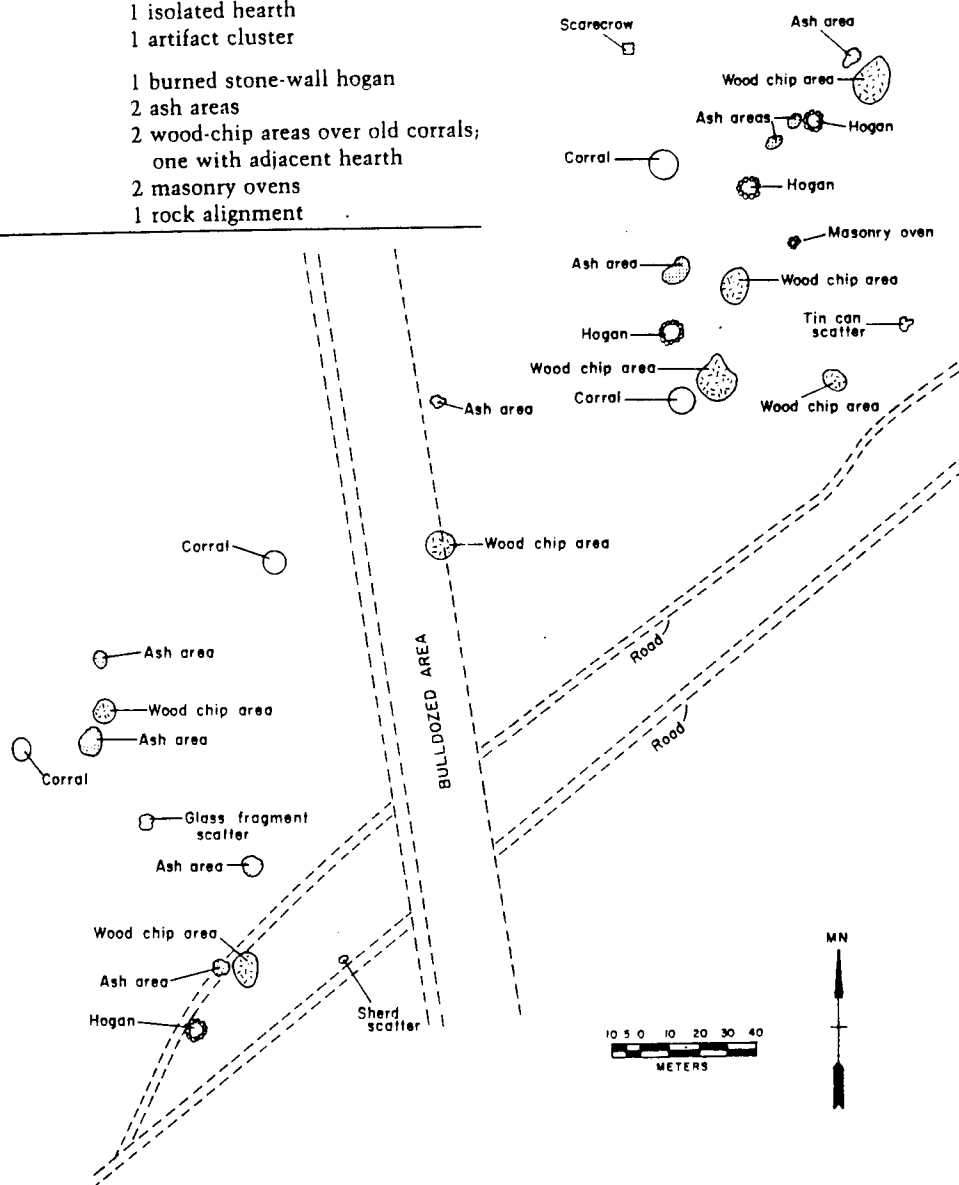 1 isolated hearth
1 artifact cluster
1 burned stone-wall hogan
2 ash areas
2 wood-chip areas over old corrals;
one with adjacent hearth
2 masonry ovens
1 rock alignment
Scarecrow
Ash area
Wood chip area
Ash areas
Hogan
Corral
Hogan
Masonry oven
Ash area
Wood chip area
Tin can
scatter
Hogan
Wood chip area
Corral
Wood chip area
Ash area
Corral
Wood chip area
Road
Road
BULLDOZED AREA
Ash area
Wood chip area
Ash area
Corral
Glass fragment
scatter
Ash area
Wood chip area
Ash area
Hogan
Sherd
scatter
MN
10 5 0 10 20 30 40
METERS